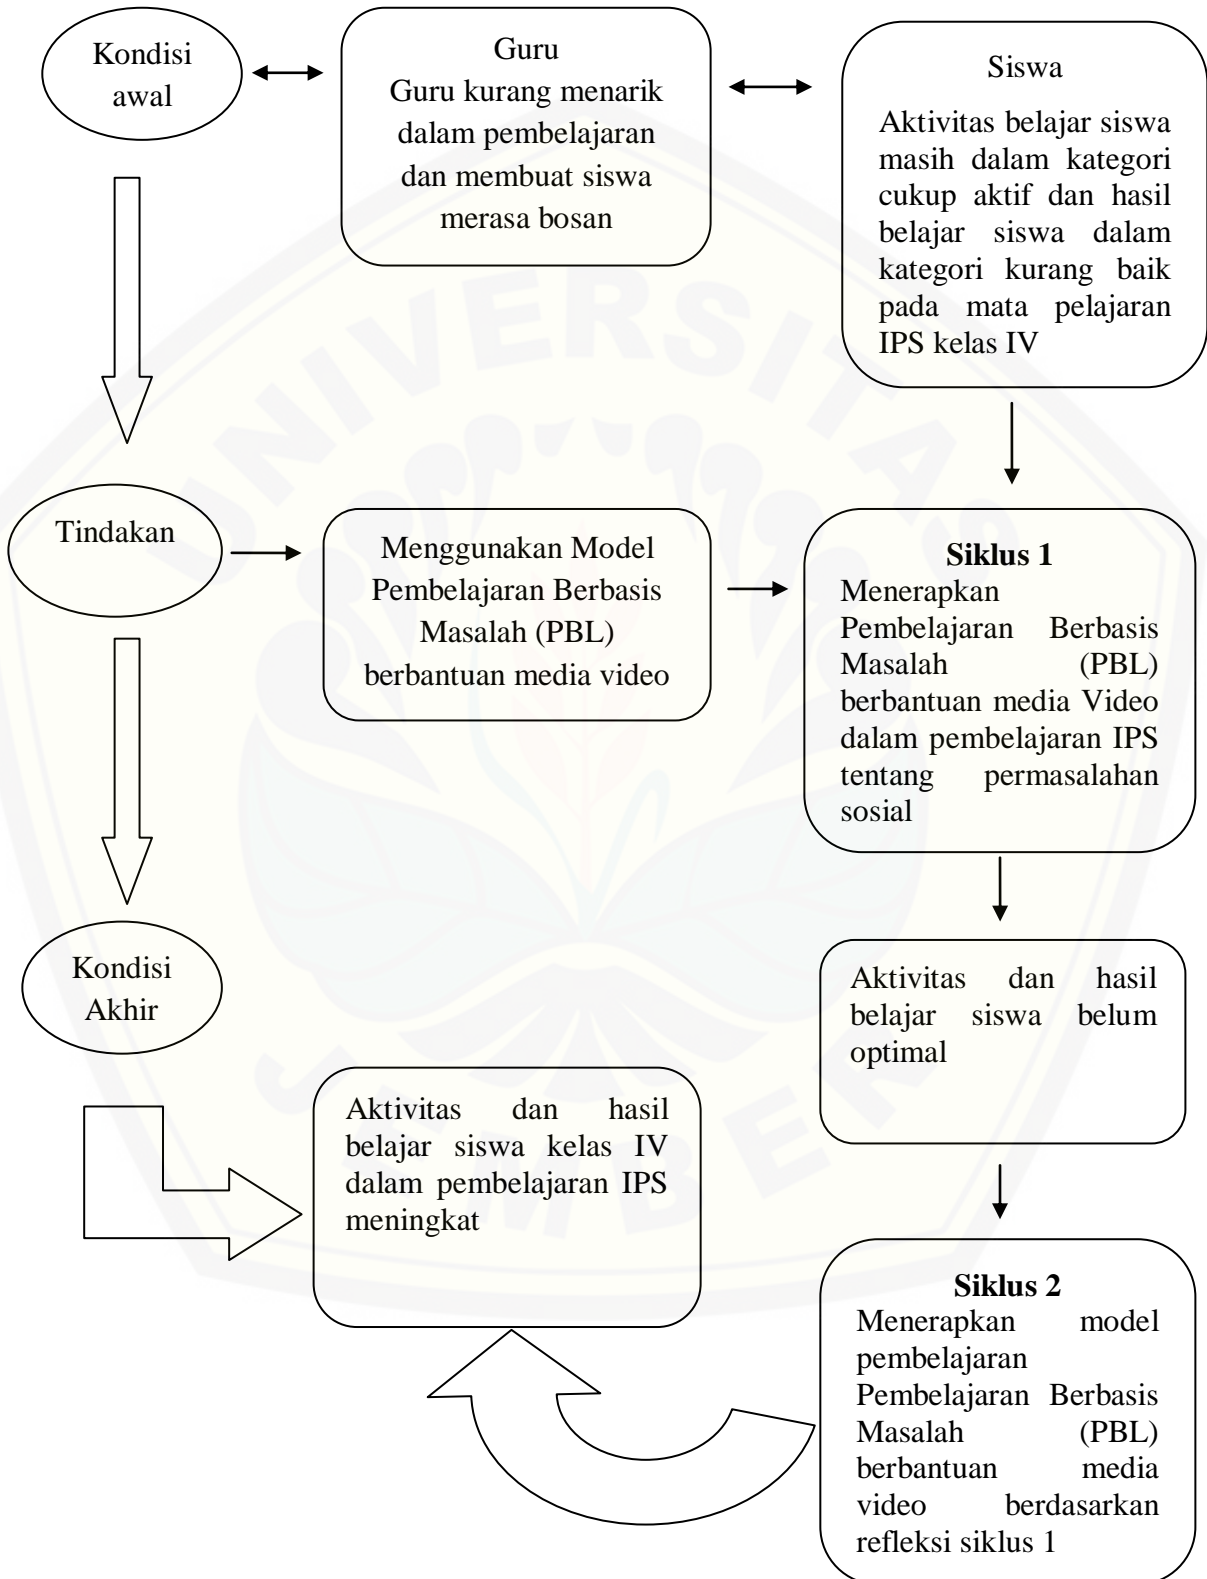 Kondisi
awal
Guru
Guru kurang menarik
dalam pembelajaran
dan membuat siswa
merasa bosan
Siswa
Aktivitas belajar siswa
masih dalam kategori
cukup aktif dan hasil
belajar siswa dalam
kategori kurang baik
pada mata pelajaran
IPS kelas IV
Tindakan
Menggunakan Model
Pembelajaran Berbasis
Masalah (PBL)
berbantuan media video
Siklus 1
Menerapkan
Pembelajaran Berbasis
Masalah (PBL)
berbantuan media Video
dalam pembelajaran IPS
tentang permasalahan
sosial
Kondisi
Akhir
Aktivitas dan hasil
belajar siswa belum
optimal
Aktivitas dan hasil
belajar siswa kelas IV
dalam pembelajaran IPS
meningkat
Siklus 2
Menerapkan model
pembelajaran
Pembelajaran Berbasis
Masalah (PBL)
berbantuan media
video berdasarkan
refleksi siklus 1
UNIVERSITAS
JEMBER